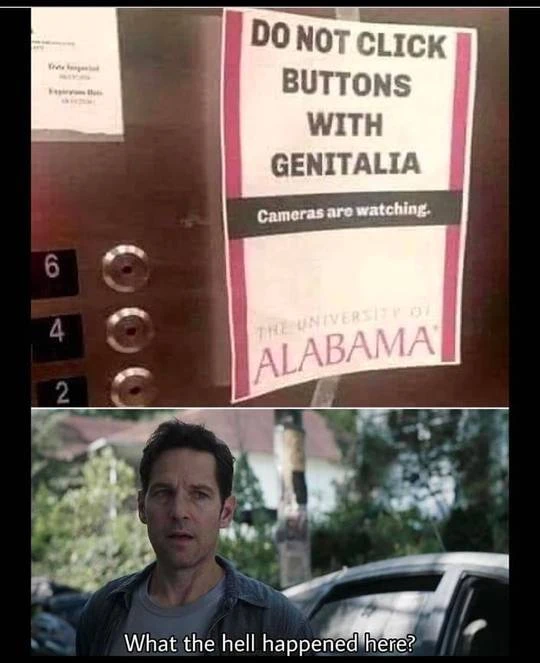 DO NOT CLICK
BUTTONS
WITH
GENITALIA
Cameras are watching.
6
4
2
THE UNIVERSITY OF
ALABAMA
What the hell happened here?